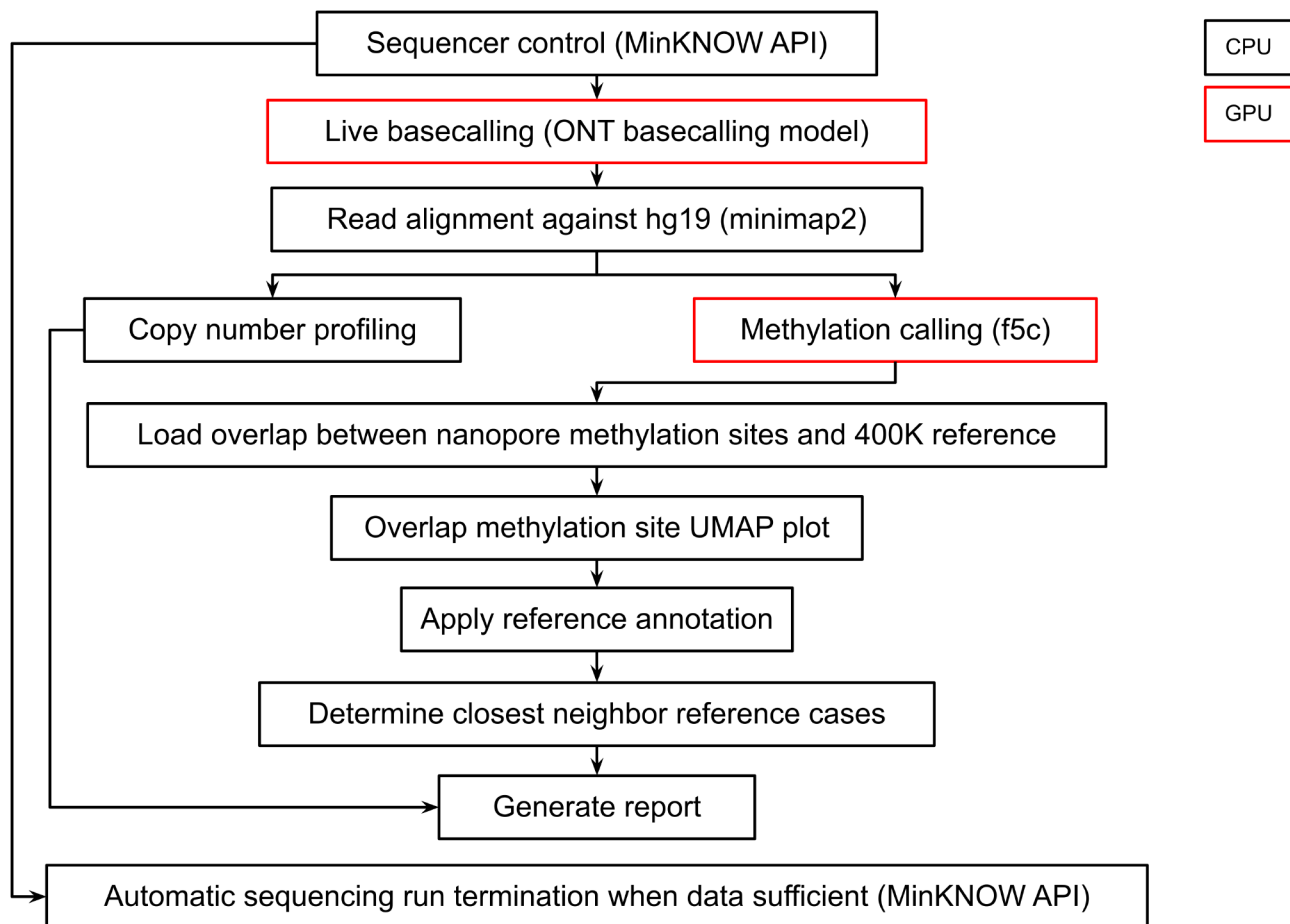 Sequencer control (MinKNOW API)
CPU
Live basecalling (ONT basecalling model)
GPU
Read alignment against hg19 (minimap2)
Copy number profiling
Methylation calling (f5c)
Load overlap between nanopore methylation sites and 400K reference
Overlap methylation site UMAP plot
Apply reference annotation
Determine closest neighbor reference cases
Generate report
Automatic sequencing run termination when data sufficient (MinKNOW API)